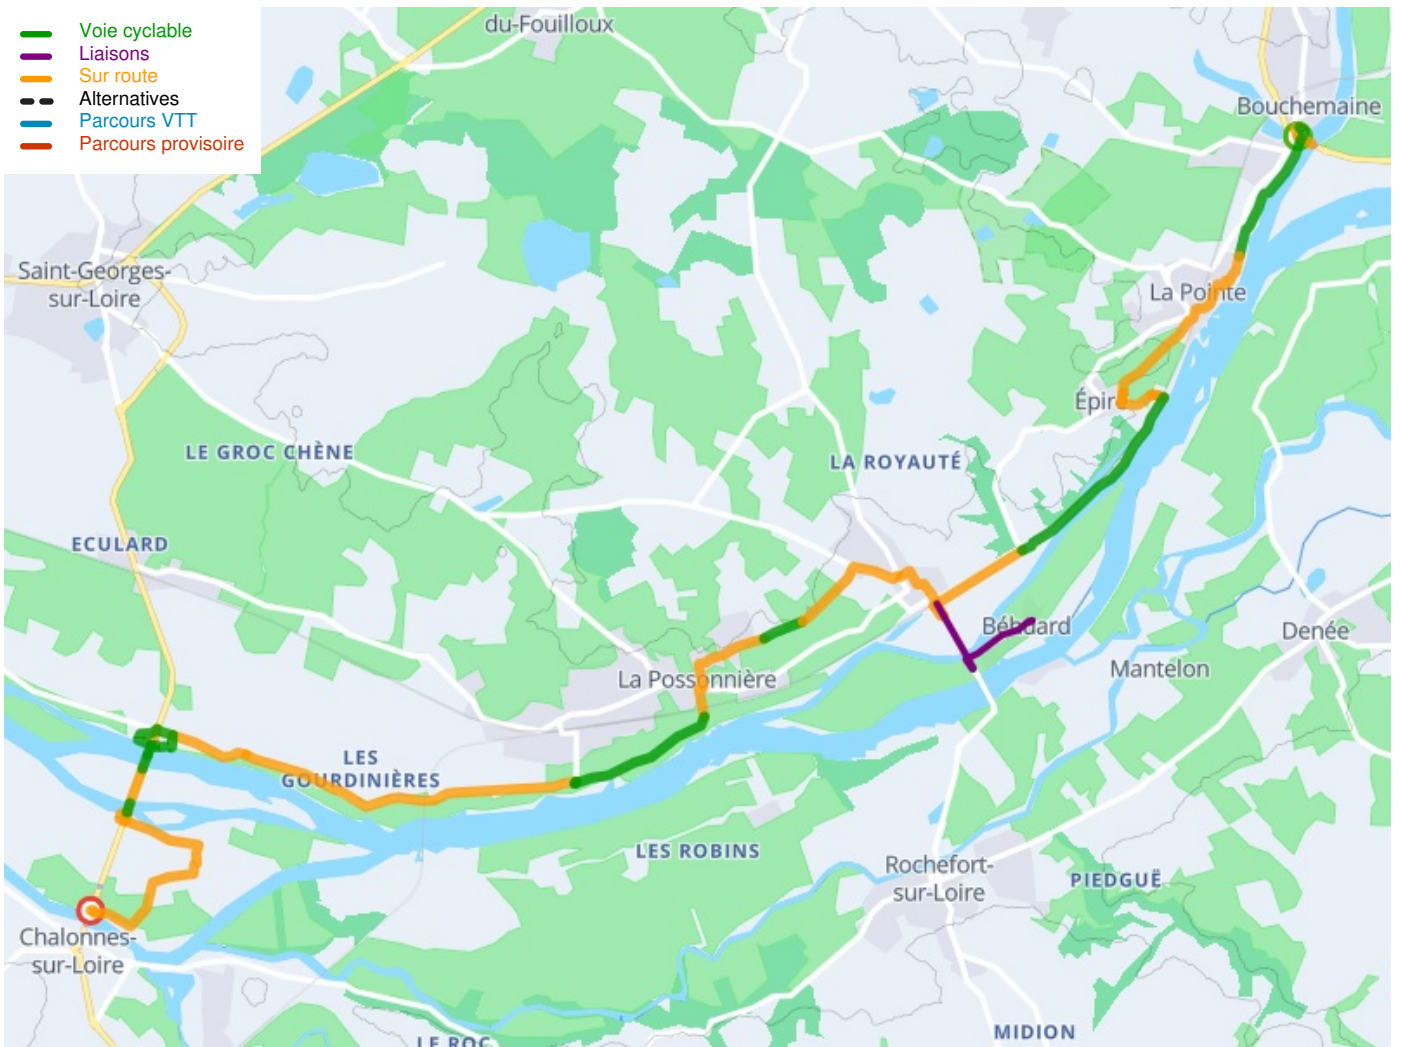 Voie cyclable
Liaisons
Sur route
Alternatives
Parcours VTT
Parcours provisoire
du-Fouilloux
Bouchemaine
Saint-Georges-
sur-Loire
La Pointe
Épir
LE GROC CHÈNE
LA ROYAUTÉ
ECULARD
Béhuard
Denée
La Possonnière
Mantelon
LES
GOURDINIÈRES
LES ROBINS
Rochefort-
sur-Loire
PIEDGUË
Chalonnes-
sur-Loire
MIDION
LE ROC